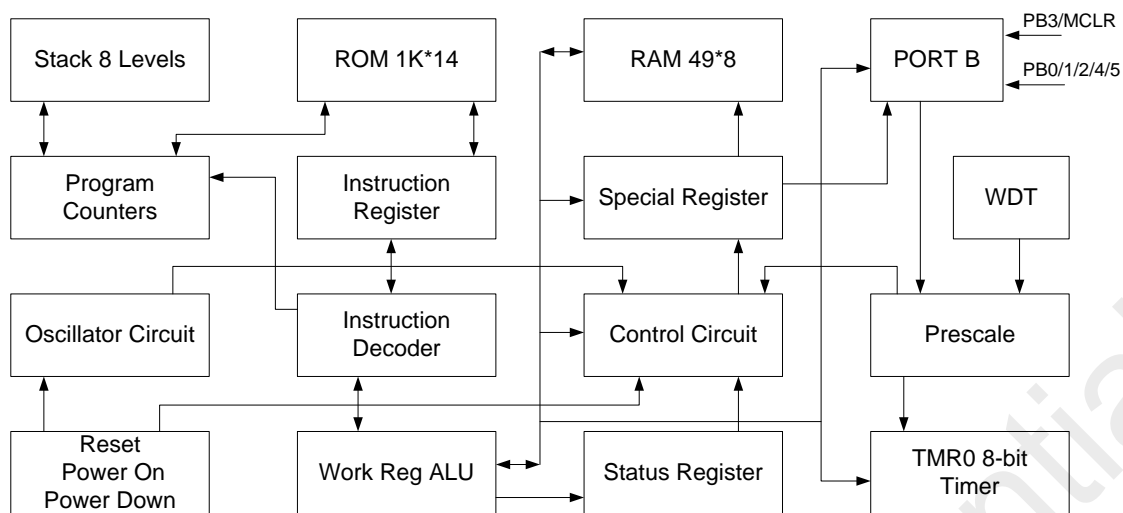 Stack 8 Levels
ROM 1K*14
RAM 49*8
PORT B
PB3/MCLR
PB0/1/2/4/5
Program
Counters
Instruction
Register
Special Register
WDT
Oscillator Circuit
Instruction
Decoder
Control Circuit
Prescale
Reset
Power On
Power Down
Work Reg ALU
Status Register
TMR0 8-bit
Timer